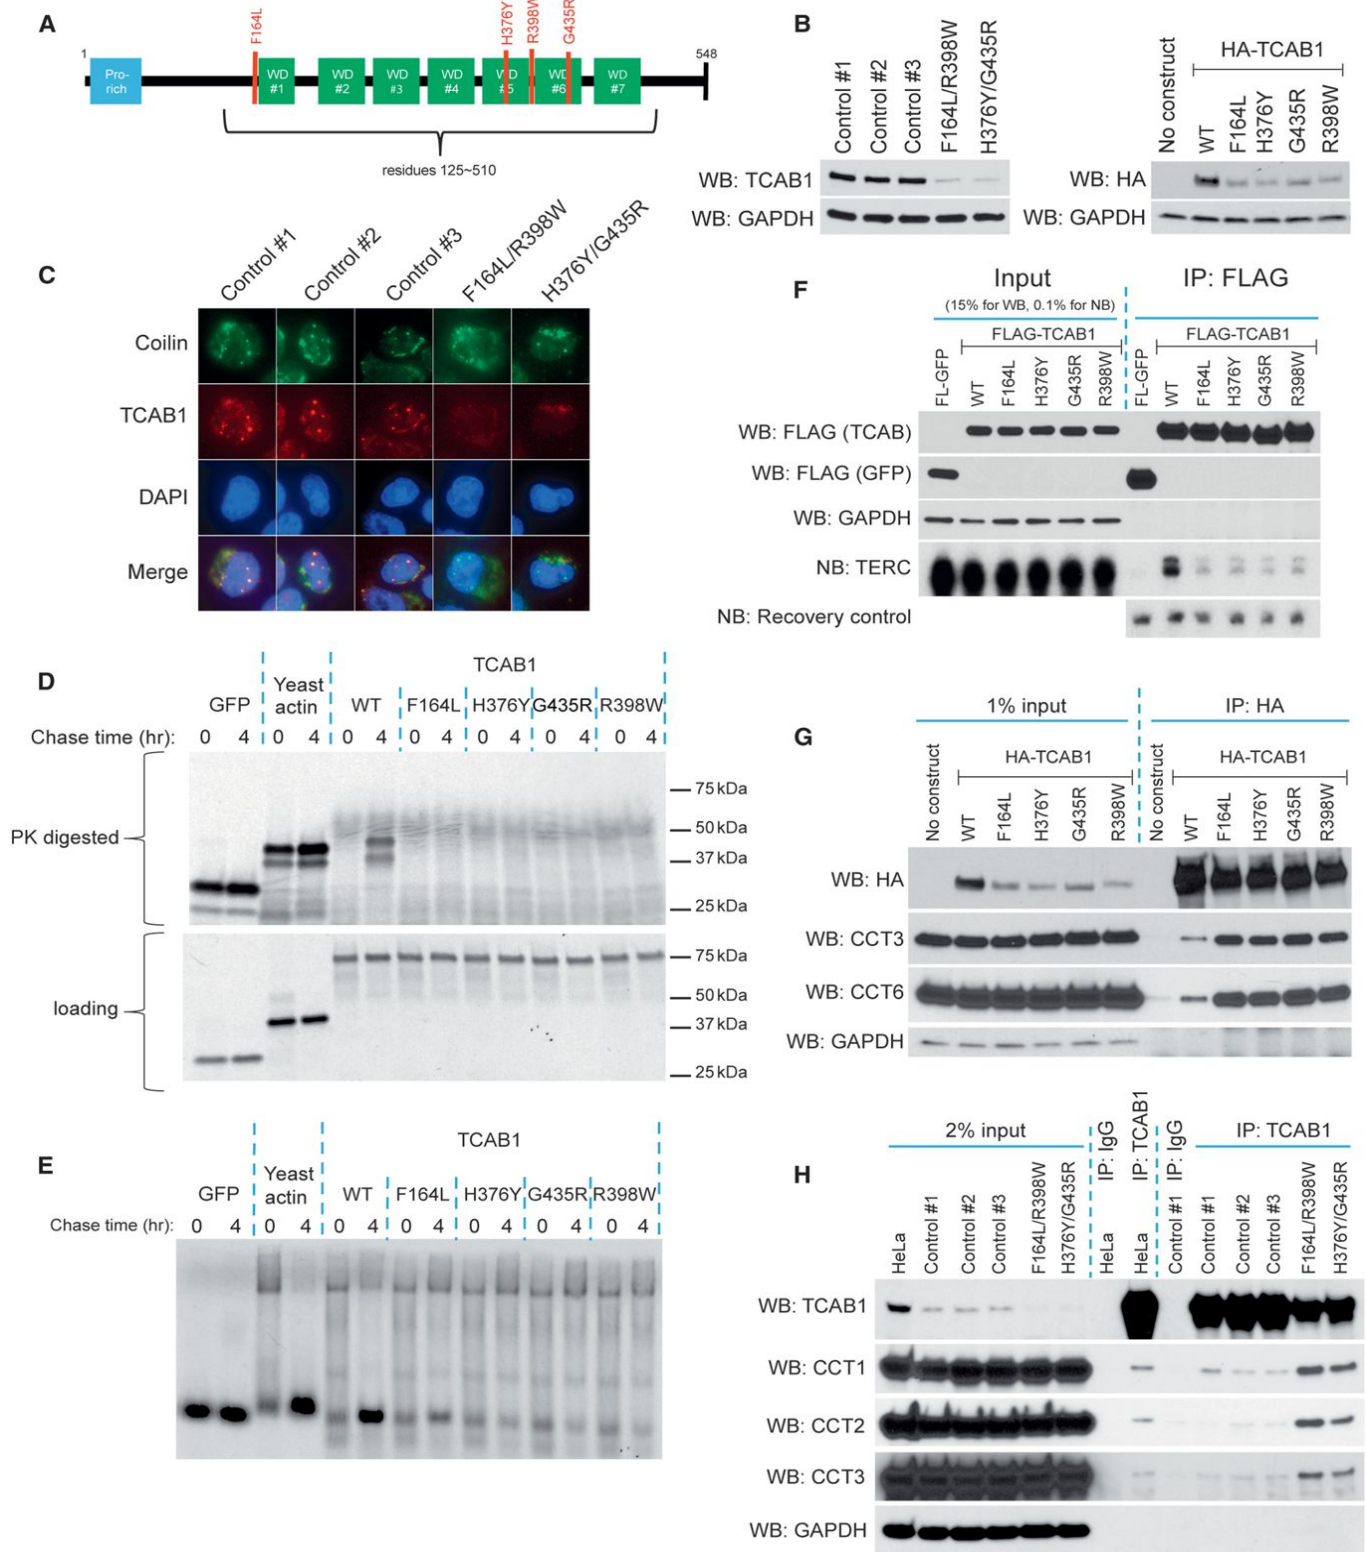 A
F164L
H376Y
R398W
G435R
1
548
Pro-
rich
WD
#1
WD
#2
WD
#3
WD
#4
WD
#5
WD
#6
WD
#7
residues 125~510
B
Control #1
Control #2
Control #3
F164L/R398W
H376Y/G435R
WB: TCAB1
WB: GAPDH
HA-TCAB1
No construct
WT
F164L
H376Y
G435R
R398W
WB: HA
WB: GAPDH
C
Control #1
Control #2
Control #3
F164L/R398W
H376Y/G435R
Coilin
TCAB1
DAPI
Merge
D
TCAB1
GFP
Yeast
actin
WT
F164L
H376Y
G435R
R398W
Chase time (hr): 0 4 0 4 0 4 0 4 0 4 0 4 0 4
PK digested
75 kDa
50 kDa
37 kDa
25 kDa
loading
75 kDa
50 kDa
37 kDa
25 kDa
E
TCAB1
GFP
Yeast
actin
WT
F164L
H376Y
G435R
R398W
Chase time (hr): 0 4 0 4 0 4 0 4 0 4 0 4 0 4
F
Input
(15% for WB, 0.1% for NB)
IP: FLAG
FLAG-TCAB1
FLAG-TCAB1
FL-GFP
WT
F164L
H376Y
G435R
R398W
FL-GFP
WT
F164L
H376Y
G435R
R398W
WB: FLAG (TCAB)
WB: FLAG (GFP)
WB: GAPDH
NB: TERC
NB: Recovery control
G
1% input
IP: HA
HA-TCAB1
HA-TCAB1
No construct
WT
F164L
H376Y
G435R
R398W
No construct
WT
F164L
H376Y
G435R
R398W
WB: HA
WB: CCT3
WB: CCT6
WB: GAPDH
H
2% input
IP: IgG
IP: TCAB1
IP: IgG
IP: TCAB1
HeLa
Control #1
Control #2
Control #3
F164L/R398W
H376Y/G435R
HeLa
HeLa
Control #1
Control #1
Control #2
Control #3
F164L/R398W
H376Y/G435R
WB: TCAB1
WB: CCT1
WB: CCT2
WB: CCT3
WB: GAPDH